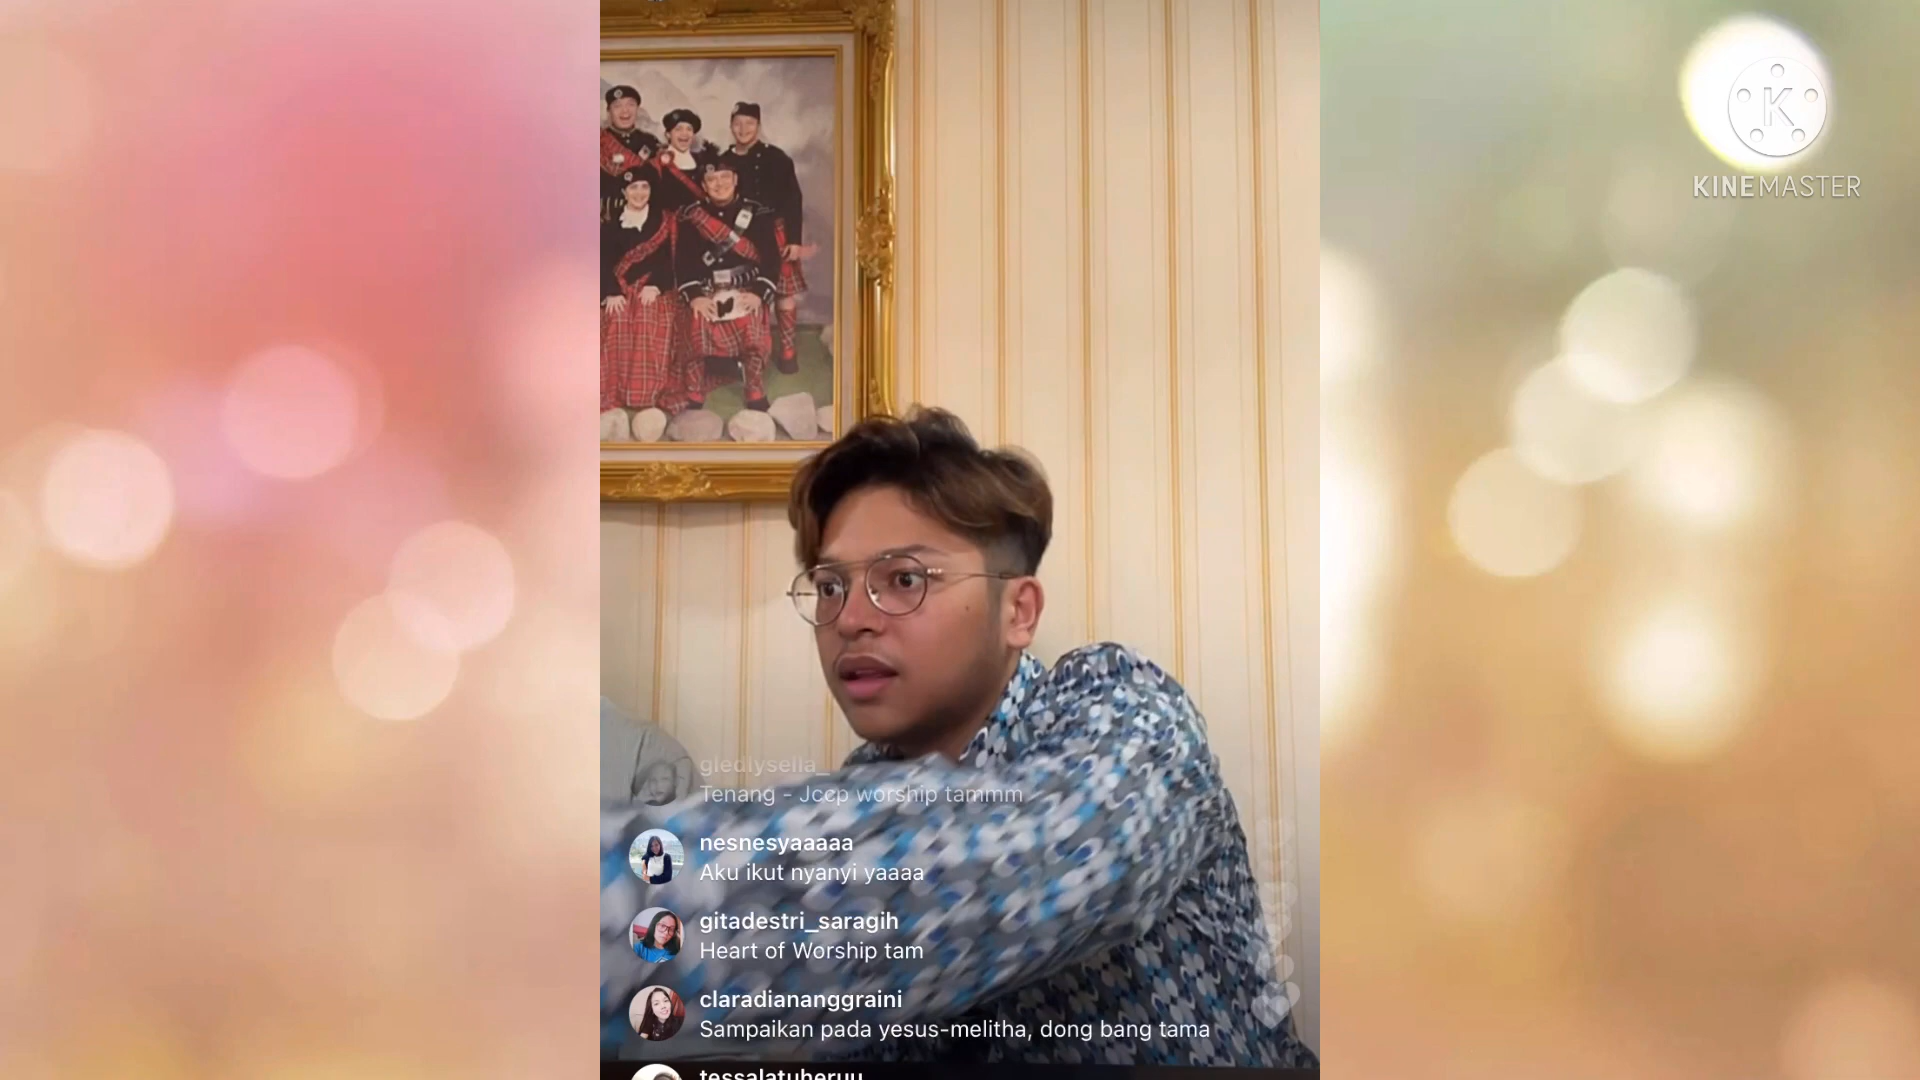 K
KINEMASTER
gledysella_
Tenang - Jccp worship tammm
nesnesyaaaaa
Aku ikut nyanyi yaaaa
gitadestri_saragih
Heart of Worship tam
claradiananggraini
Sampaikan pada yesus-melitha, dong bang tama
tessalatuheruu